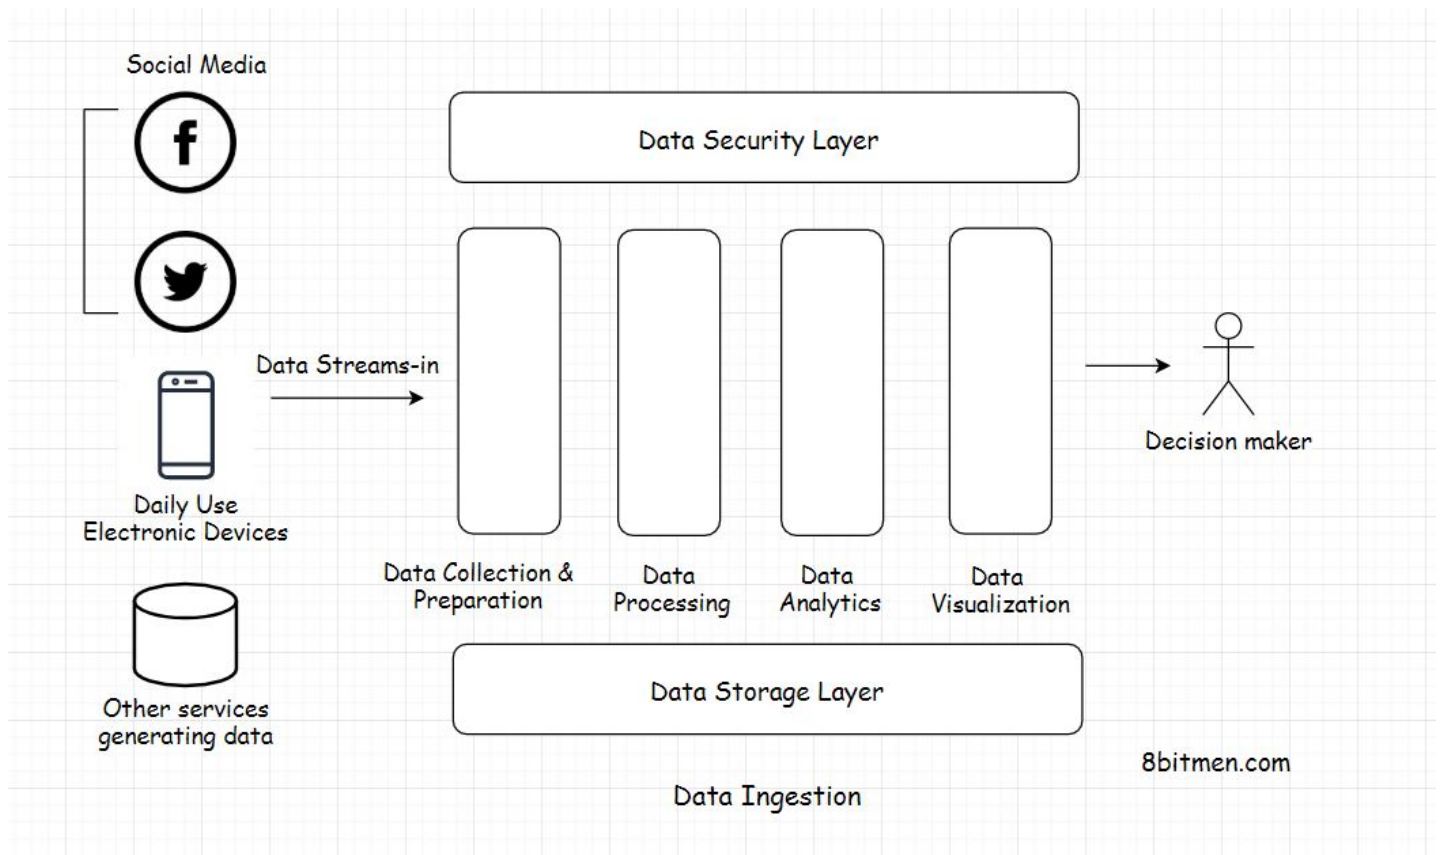 Social Media
Data Security Layer
Data Streams-in
Decision maker
Daily Use
Electronic Devices
Data Collection &
Preparation
Data
Processing
Data
Analytics
Data
Visualization
Data Storage Layer
Other services
generating data
8bitmen.com
Data Ingestion